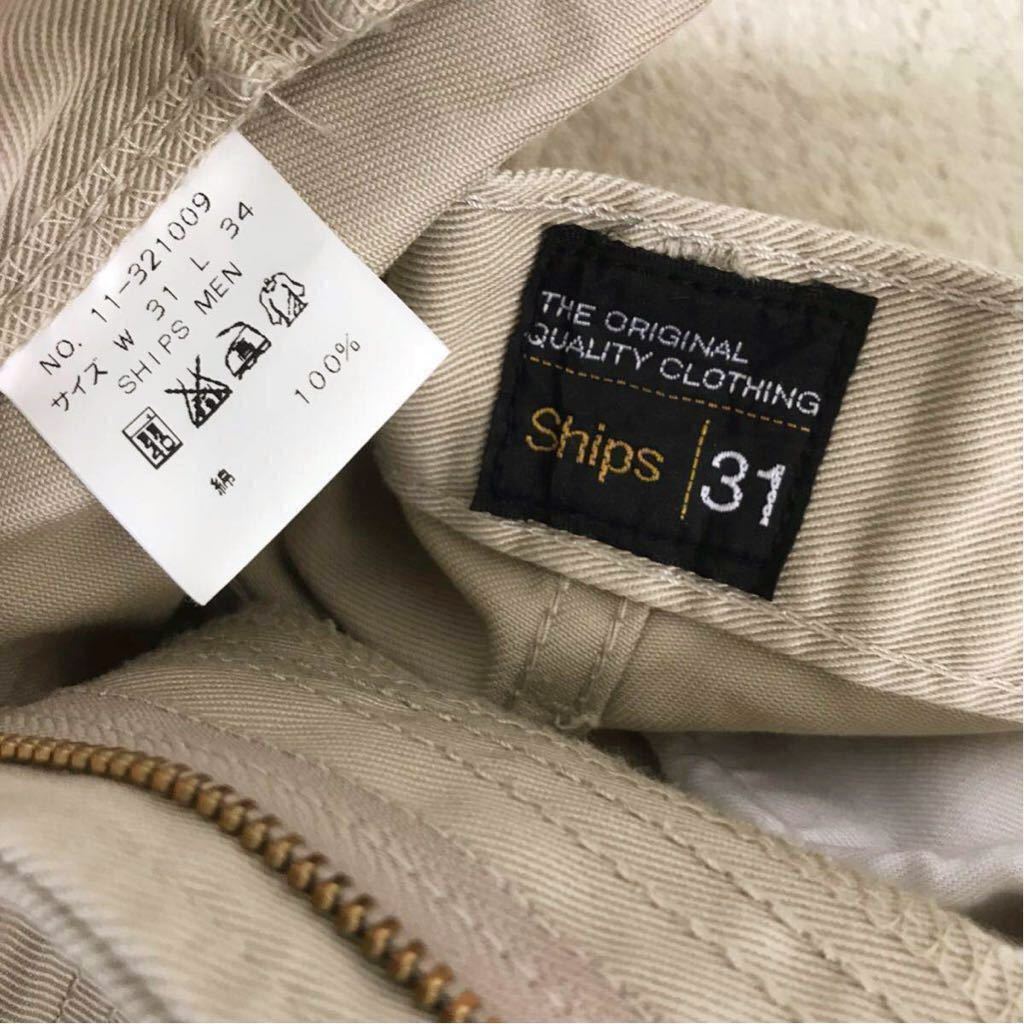 NO. 11-321009
サイズ W 31 L 34
SHIPS MEN
綿 100%
THE ORIGINAL
QUALITY CLOTHING
Ships 31